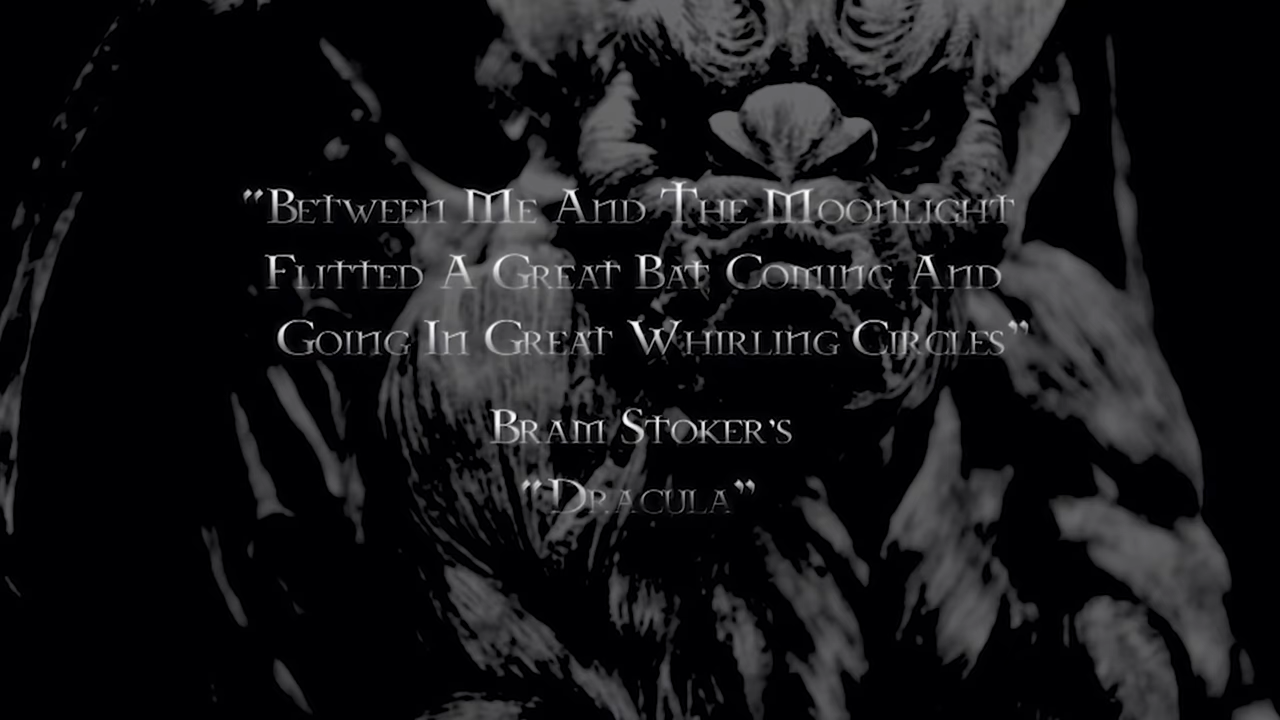 "Between Me And The Moonlight
Flitted A Great Bat Coming And
Going In Great Whirling Circles"
Bram Stoker's
"Dracula"